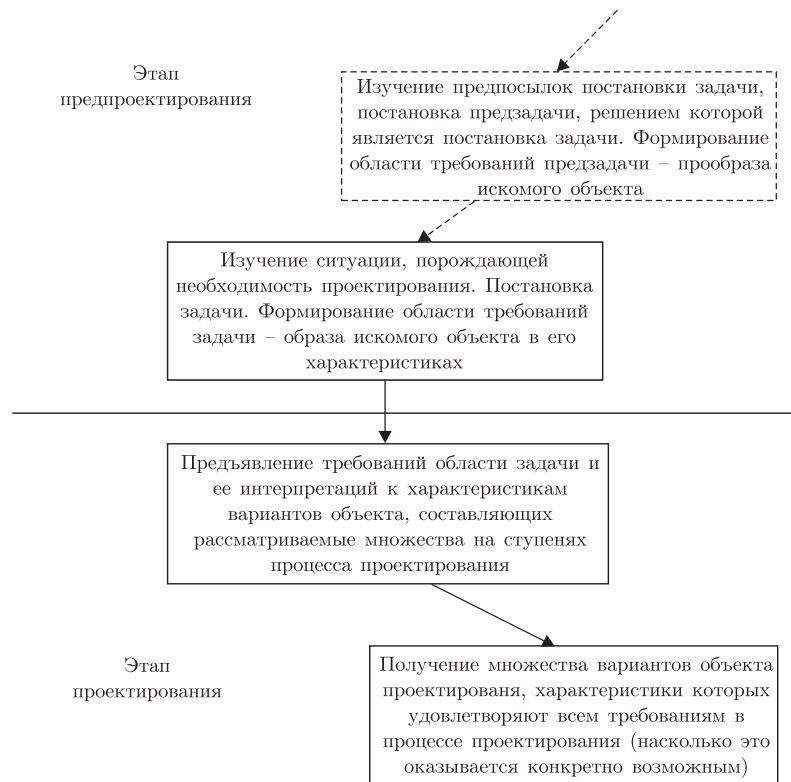 Этап
предпроектирования
Изучение предпосылок постановки задачи,
постановка предзадачи, решением которой
является постановка задачи. Формирование
области требований предзадачи – прообраза
искомого объекта
Изучение ситуации, порождающей
необходимость проектирования. Постановка
задачи. Формирование области требований
задачи – образа искомого объекта в его
характеристиках
Предъявление требований области задачи и
ее интерпретаций к характеристикам
вариантов объекта, составляющих
рассматриваемые множества на ступенях
процесса проектирования
Этап
проектирования
Получение множества вариантов объекта
проектированя, характеристики которых
удовлетворяют всем требованиям в
процессе проектирования (насколько это
оказывается конкретно возможным)